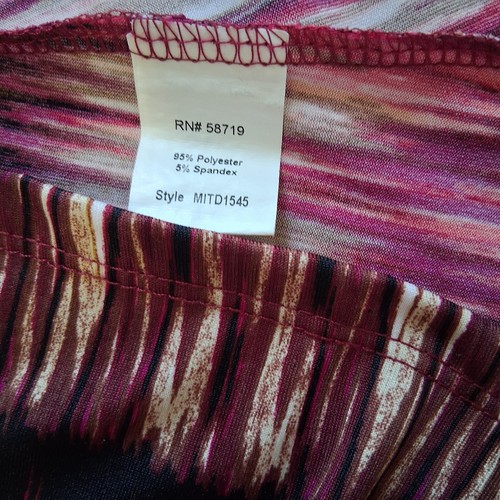 RN# 58719
95% Polyester
5% Spandex
Style MITD1545